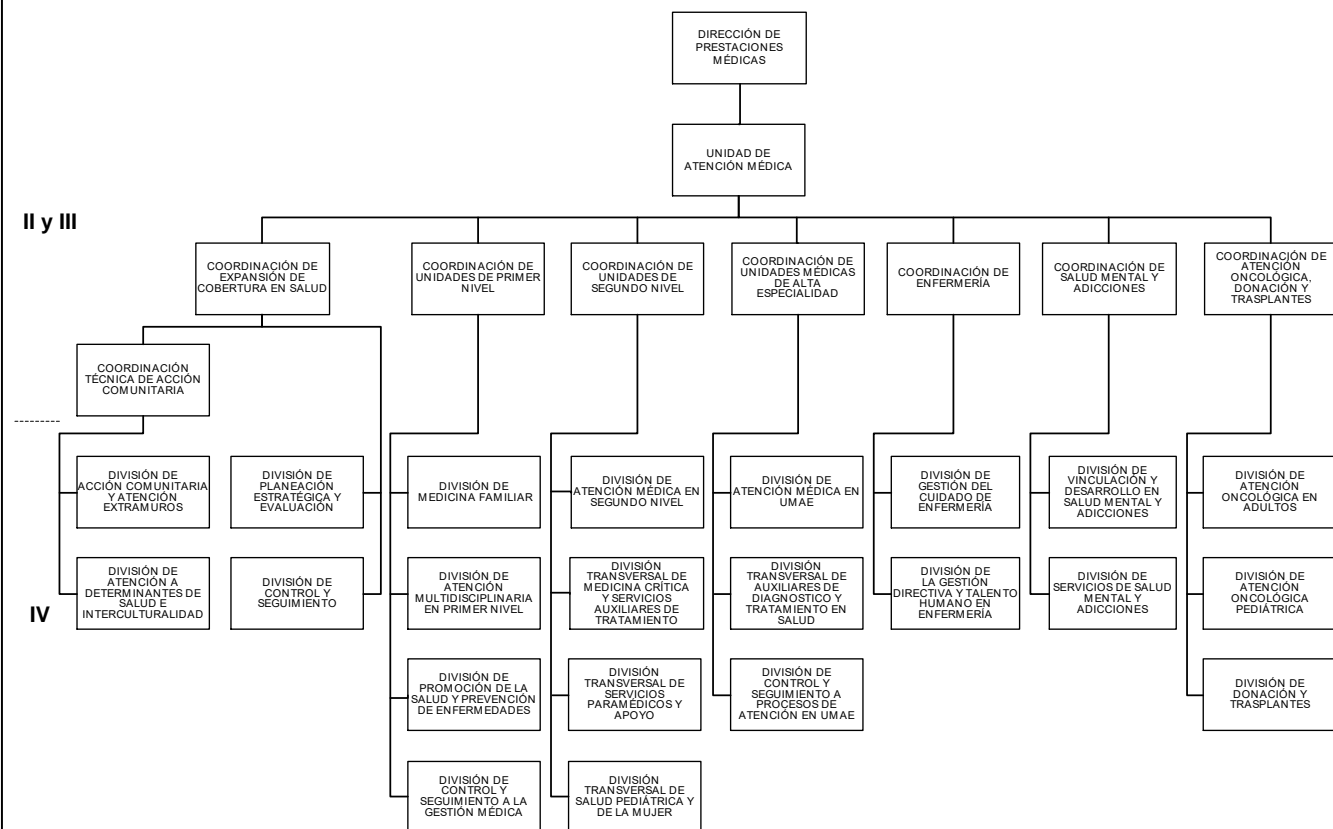 DIRECCIÓN DE
PRESTACIONES
MÉDICAS
UNIDAD DE
ATENCIÓN MÉDICA
II y III
COORDINACIÓN DE
EXPANSIÓN DE
COBERTURA EN SALUD
COORDINACIÓN DE
UNIDADES DE PRIMER
NIVEL
COORDINACIÓN DE
UNIDADES DE
SEGUNDO NIVEL
COORDINACIÓN DE
UNIDADES MÉDICAS
DE ALTA
ESPECIALIDAD
COORDINACIÓN DE
ENFERMERÍA
COORDINACIÓN DE
SALUD MENTAL Y
ADICCIONES
COORDINACIÓN DE
ATENCIÓN
ONCOLÓGICA,
DONACIÓN Y
TRASPLANTES
COORDINACIÓN
TÉCNICA DE ACCIÓN
COMUNITARIA
DIVISIÓN DE
ACCIÓN COMUNITARIA
Y ATENCIÓN
EXTRAMUROS
DIVISIÓN DE
PLANEACIÓN
ESTRATÉGICA Y
EVALUACIÓN
DIVISIÓN DE
MEDICINA FAMILIAR
DIVISIÓN DE
ATENCIÓN MÉDICA EN
SEGUNDO NIVEL
DIVISIÓN DE
ATENCIÓN MÉDICA EN
UMAE
DIVISIÓN DE
GESTIÓN DEL
CUIDADO DE
ENFERMERÍA
DIVISIÓN DE
VINCULACIÓN Y
DESARROLLO EN
SALUD MENTAL Y
ADICCIONES
DIVISIÓN DE
ATENCIÓN
ONCOLÓGICA EN
ADULTOS
IV
DIVISIÓN DE
ATENCIÓN A
DETERMINANTES DE
SALUD E
INTERCULTURALIDAD
DIVISIÓN DE
CONTROL Y
SEGUIMIENTO
DIVISIÓN DE
ATENCIÓN
MULTIDISCIPLINARIA
EN PRIMER NIVEL
DIVISIÓN
TRANSVERSAL DE
MEDICINA CRÍTICA Y
SERVICIOS
AUXILIARES DE
TRATAMIENTO
DIVISIÓN
TRANSVERSAL DE
AUXILIARES DE
DIAGNOSTICO Y
TRATAMIENTO EN
SALUD
DIVISIÓN DE
LA GESTIÓN
DIRECTIVA Y TALENTO
HUMANO EN
ENFERMERÍA
DIVISIÓN DE
SERVICIOS DE SALUD
MENTAL Y
ADICCIONES
DIVISIÓN DE
ATENCIÓN
ONCOLÓGICA
PEDIÁTRICA
DIVISIÓN DE
PROMOCIÓN DE LA
SALUD Y PREVENCIÓN
DE ENFERMEDADES
DIVISIÓN
TRANSVERSAL DE
SERVICIOS
PARAMÉDICOS Y
APOYO
DIVISIÓN DE
CONTROL Y
SEGUIMIENTO A
PROCESOS DE
ATENCIÓN EN UMAE
DIVISIÓN DE
DONACIÓN Y
TRASPLANTES
DIVISIÓN DE
CONTROL Y
SEGUIMIENTO A LA
GESTIÓN MÉDICA
DIVISIÓN
TRANSVERSAL DE
SALUD PEDIÁTRICA Y
DE LA MUJER